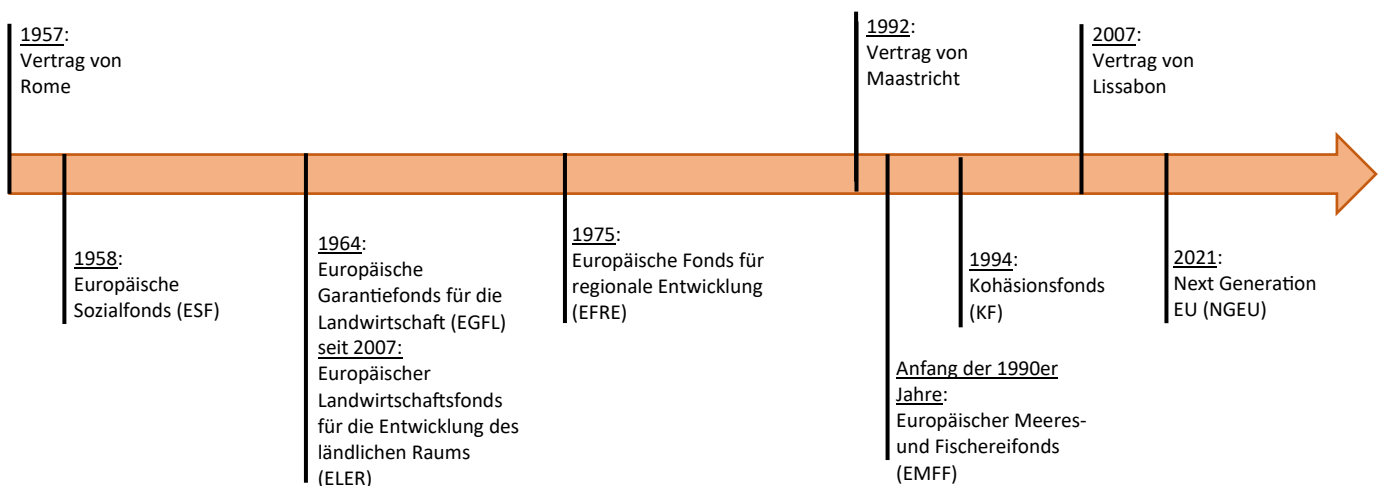 1957:
Vertrag von
Rome
1992:
Vertrag von
Maastricht
2007:
Vertrag von
Lissabon
1958:
Europäische
Sozialfonds (ESF)
1964:
Europäische
Garantiefonds für die
Landwirtschaft (EGFL)
seit 2007:
Europäischer
Landwirtschaftsfonds
für die Entwicklung des
ländlichen Raums
(ELER)
1975:
Europäische Fonds für
regionale Entwicklung
(EFRE)
Anfang der 1990er
Jahre:
Europäischer Meeres-
und Fischereifonds
(EMFF)
1994:
Kohäsionsfonds
(KF)
2021:
Next Generation
EU (NGEU)